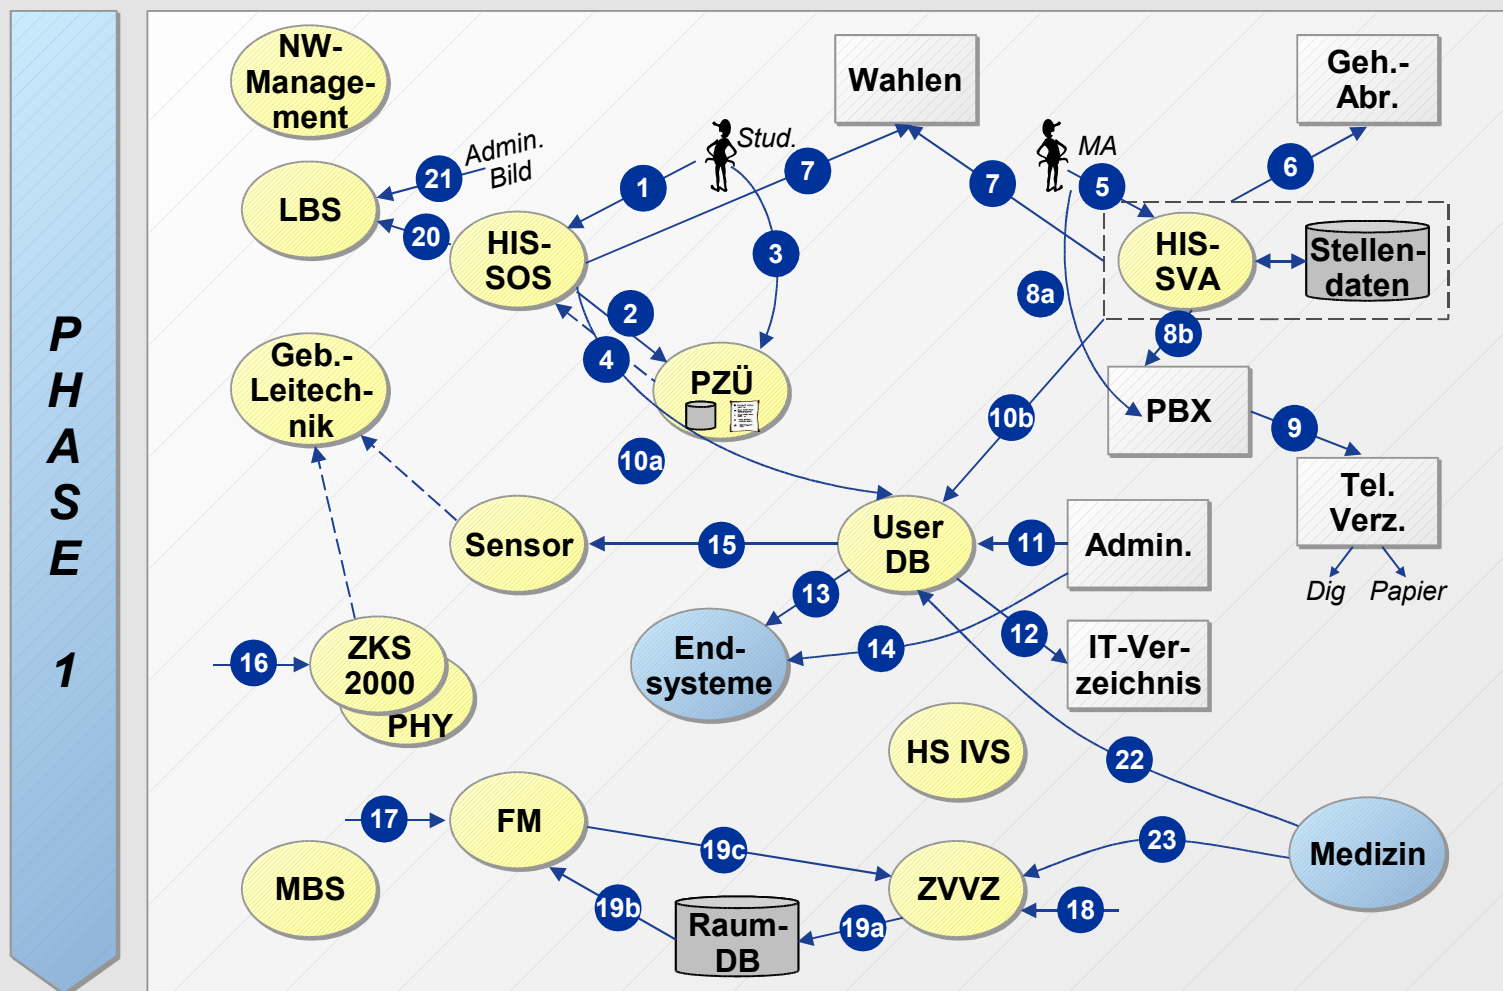 PHASE 1
NW-
Manage-
ment
Wahlen
Geh.-
Abr.
Stud.
MA
Admin.
Bild
21
1
7
7
5
6
LBS
20
HIS-
SOS
3
HIS-
SVA
Stellen-
daten
8a
2
8b
4
Geb.-
Leitech-
nik
PZÜ
PBX
10b
9
10a
Tel.
Verz.
Sensor
15
User
DB
11
Admin.
Dig
Papier
13
14
12
16
ZKS
2000
PHY
End-
systeme
IT-Ver-
zeichnis
HS IVS
22
17
FM
19c
23
Medizin
MBS
19b
Raum-
DB
19a
ZVVZ
18